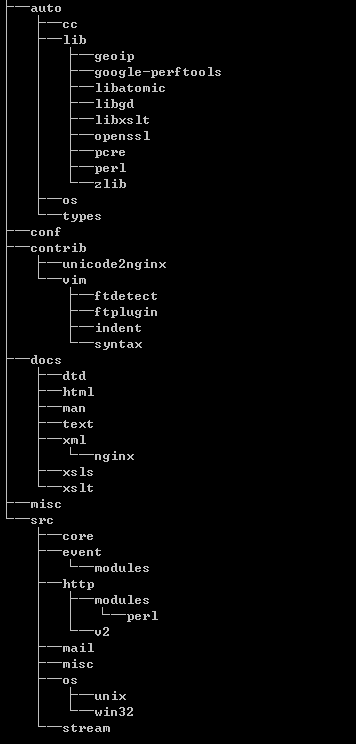 auto
cc
lib
geoip
google-perftools
libatomic
libgd
libxslt
openssl
pcre
perl
zlib
os
types
conf
contrib
unicode2nginx
vim
ftdetect
ftplugin
indent
syntax
docs
dtd
html
man
text
xml
nginx
xsls
xslt
misc
src
core
event
modules
http
modules
perl
v2
mail
misc
os
unix
win32
stream